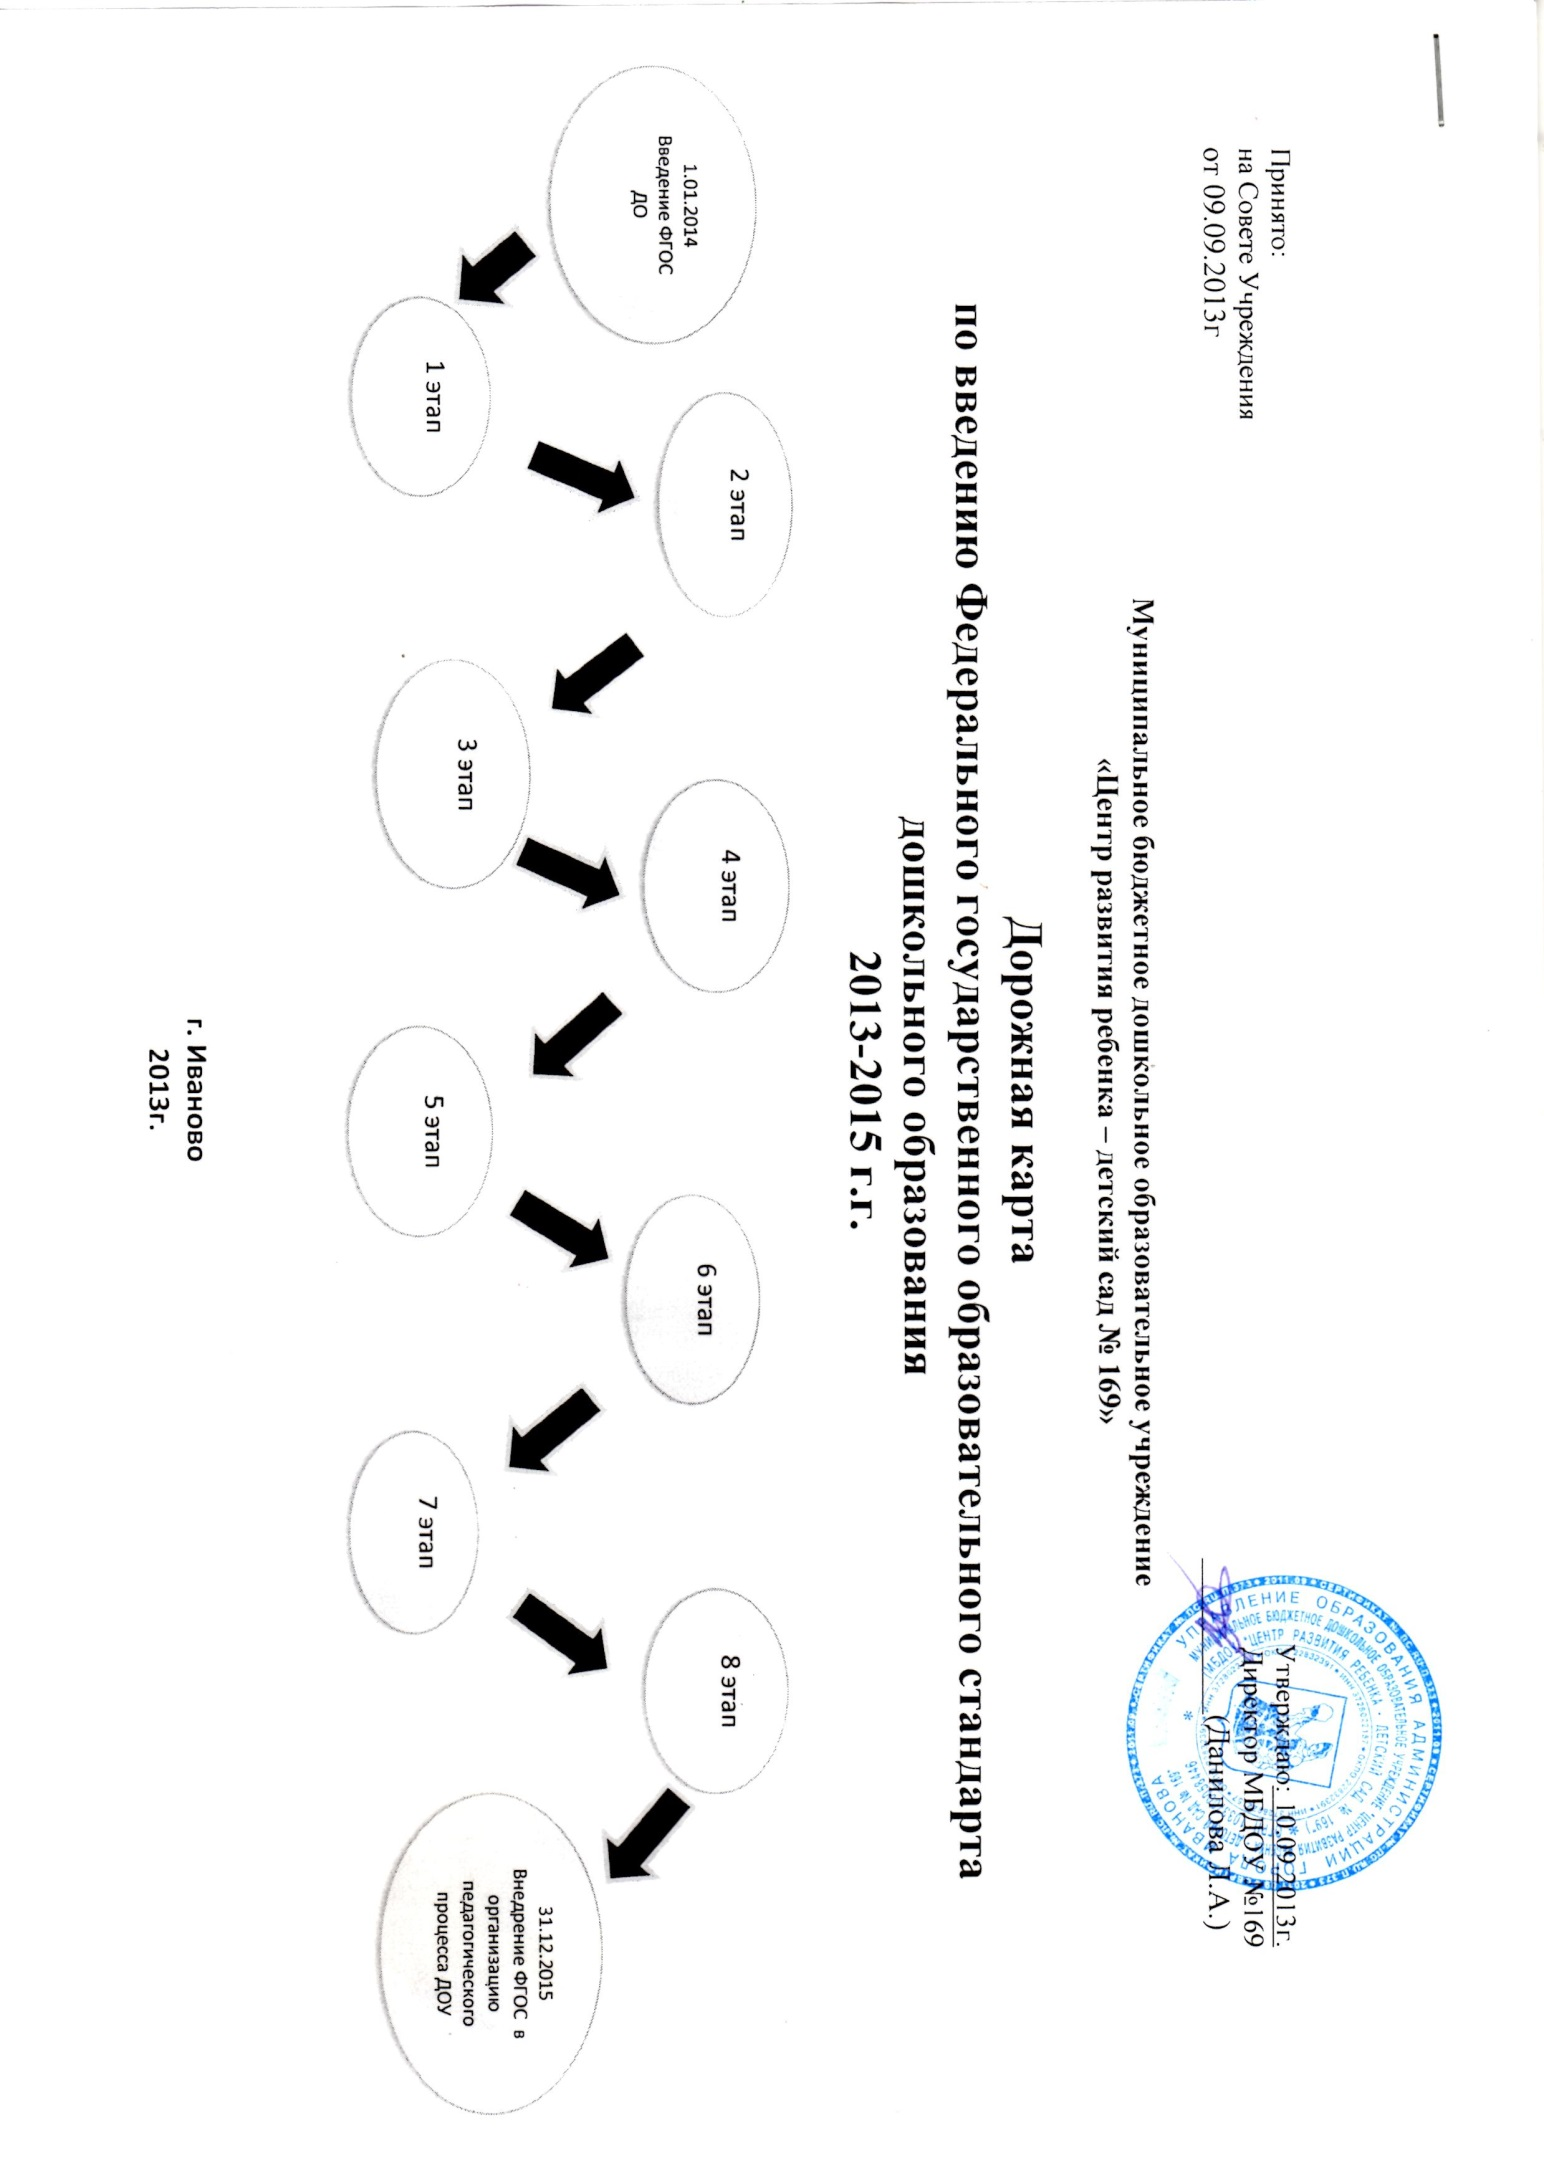 Принято:
на Совете Учреждения
от 09.09.2013г
Утверждаю: 10.09.2013г.
Директор МБДОУ №169
(Данилова Л.А.)
Муниципальное бюджетное дошкольное образовательное учреждение
«Центр развития ребенка – детский сад № 169»
Дорожная карта
по введению Федерального государственного образовательного стандарта
дошкольного образования
2013-2015 г.г.
1.01.2014
Введение ФГОС
ДО
1 этап
2 этап
3 этап
4 этап
5 этап
6 этап
7 этап
8 этап
31.12.2015
Внедрение ФГОС в
организацию
педагогического
процесса ДОУ
г. Иваново
2013г.